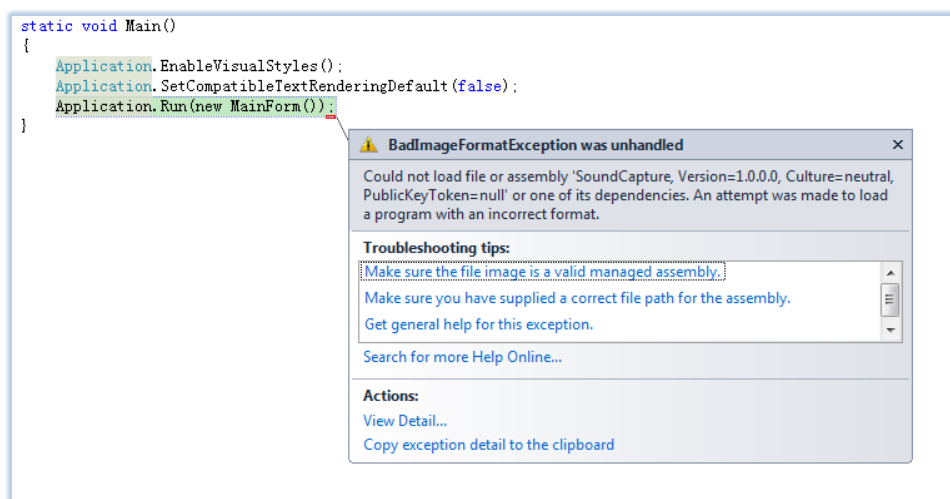 static void Main()
{
    Application.EnableVisualStyles();
    Application.SetCompatibleTextRenderingDefault(false);
    Application.Run(new MainForm());
}
BadImageFormatException was unhandled
Could not load file or assembly 'SoundCapture, Version=1.0.0.0, Culture=neutral,
PublicKeyToken=null' or one of its dependencies. An attempt was made to load
a program with an incorrect format.
Troubleshooting tips:
Make sure the file image is a valid managed assembly.
Make sure you have supplied a correct file path for the assembly.
Get general help for this exception.
Search for more Help Online...
Actions:
View Detail...
Copy exception detail to the clipboard